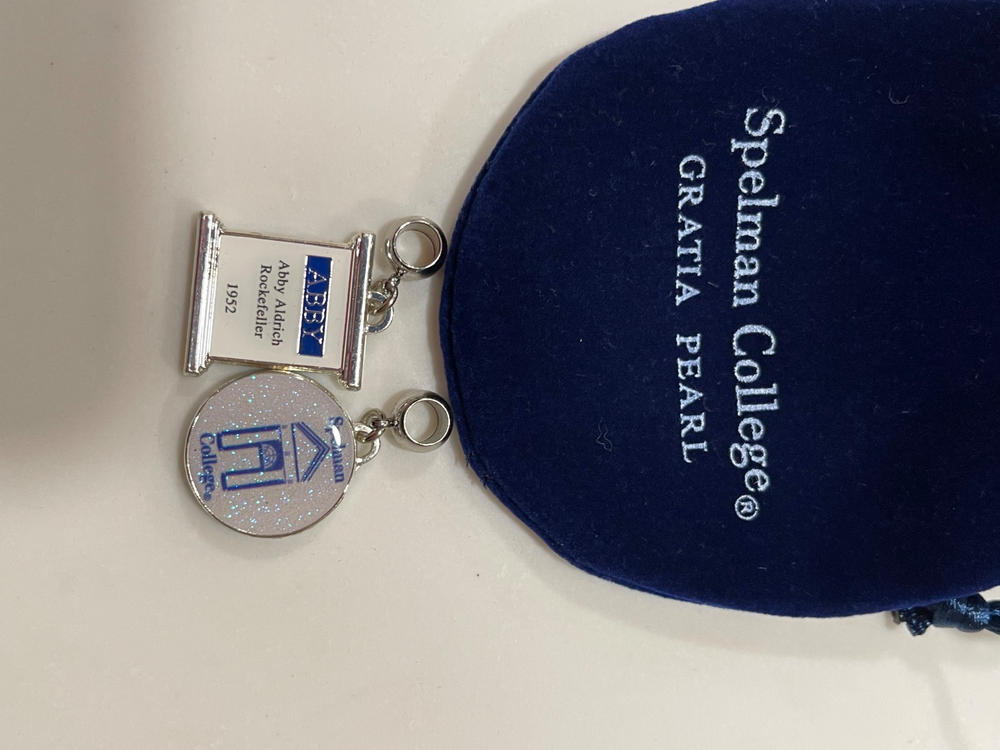 Spelman College®
GRATIA PEARL
ABBY
Abby Aldrich
Rockefeller
1952
Spelman
College®